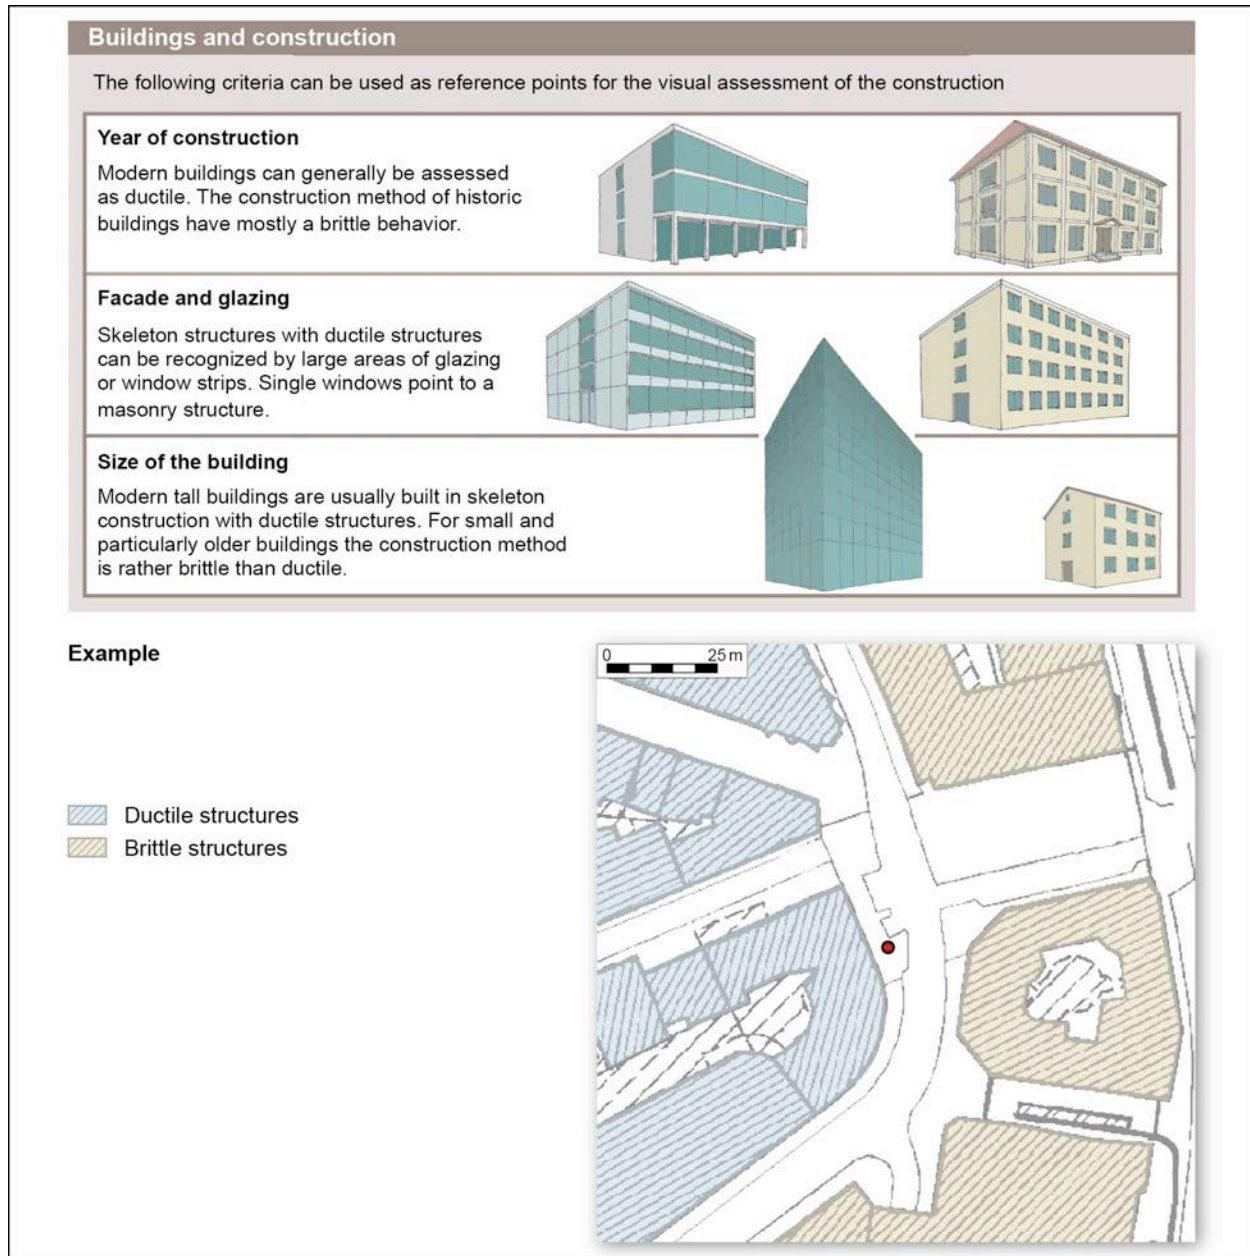 Buildings and construction
The following criteria can be used as reference points for the visual assessment of the construction
Year of construction
Modern buildings can generally be assessed
as ductile. The construction method of historic
buildings have mostly a brittle behavior.
Facade and glazing
Skeleton structures with ductile structures
can be recognized by large areas of glazing
or window strips. Single windows point to a
masonry structure.
Size of the building
Modern tall buildings are usually built in skeleton
construction with ductile structures. For small and
particularly older buildings the construction method
is rather brittle than ductile.
Example
0 25 m
Ductile structures
Brittle structures